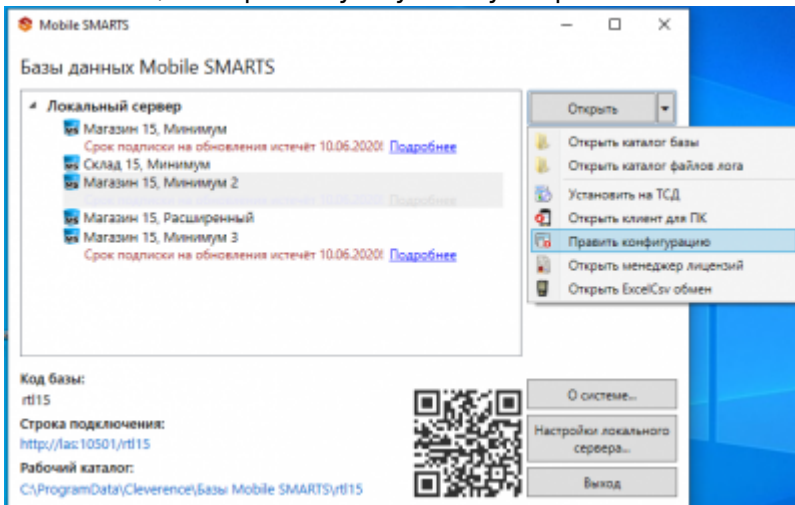 Mobile SMARTS
Базы данных Mobile SMARTS
Локальный сервер
Магазин 15, Минимум
Срок подписки на обновления истечёт 10.06.2020! Подробнее
Склад 15, Минимум
Магазин 15, Минимум 2
Подробнее
Магазин 15, Расширенный
Магазин 15, Минимум 3
Срок подписки на обновления истечёт 10.06.2020! Подробнее
Открыть
Открыть каталог базы
Открыть каталог файлов лога
Установить на ТСД
Открыть клиент для ПК
Править конфигурацию
Открыть менеджер лицензий
Открыть ExcelCsv обмен
Код базы:
rtl15
Строка подключения:
http://las:10501/rtl15
Рабочий каталог:
C:\ProgramData\Cleverence\Базы Mobile SMARTS\rtl15
О системе...
Настройки локального
сервера...
Выход